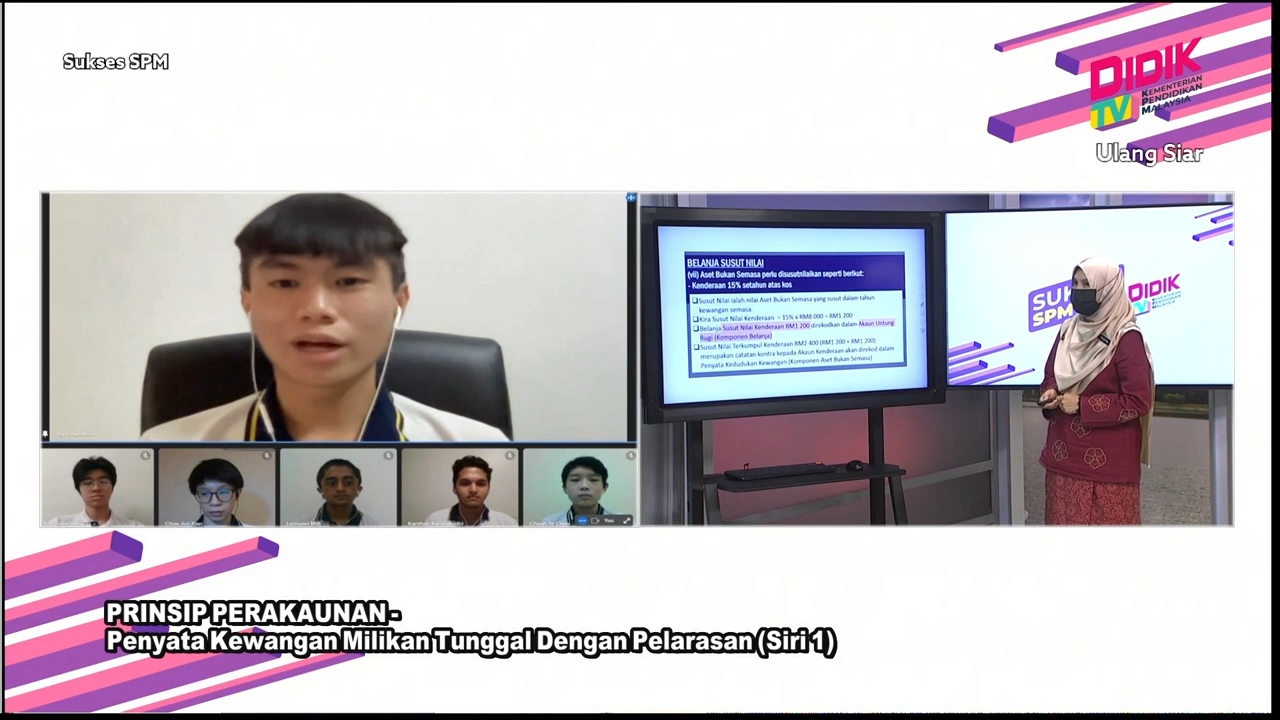 Sukses SPM
DIDIK
TV
KEMENTERIAN
PENDIDIKAN
MALAYSIA
Ulang Siar
BELANJA SUSUT NILAI
(vii) Aset Bukan Semasa perlu disusutnilaikan seperti berikut:
- Kenderaan 15% setahun atas kos
❑Susut Nilai ialah nilai Aset Bukan Semasa yang susut dalam tahun
kewangan semasa.
❑Kira Susut Nilai Kenderaan = 15% x RM8 000 = RM1 200
❑Belanja Susut Nilai Kenderaan RM1 200 direkodkan dalam Akaun Untung
Rugi (Komponen Belanja)
❑Susut Nilai Terkumpul Kenderaan RM2 400 (RM1 200 + RM1 200)
merupakan catatan kontra kepada Akaun Kenderaan akan direkod dalam
Penyata Kedudukan Kewangan (Komponen Aset Bukan Semasa)
SUK
SPM
DIDIK
TV
You
PRINSIP PERAKAUNAN -
Penyata Kewangan Milikan Tunggal Dengan Pelarasan (Siri 1)